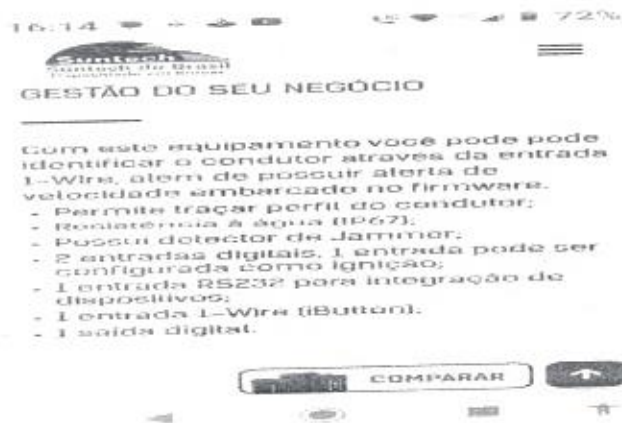 16:14 72%
Suntech
Suntech do Brasil
GESTÃO DO SEU NEGÓCIO
Com este equipamento você pode pode
identificar o condutor através da entrada
1-Wire, alem de possuir alerta de
velocidade embarcado no firmware.
- Permite traçar perfil do condutor;
- Resistência à água (IP67);
- Possui detector de Jammer;
- 2 entradas digitais, 1 entrada pode ser
configurada como ignição;
- 1 entrada RS232 para integração de
dispositivos;
- 1 entrada 1-Wire (iButton);
- 1 saída digital.
COMPARAR